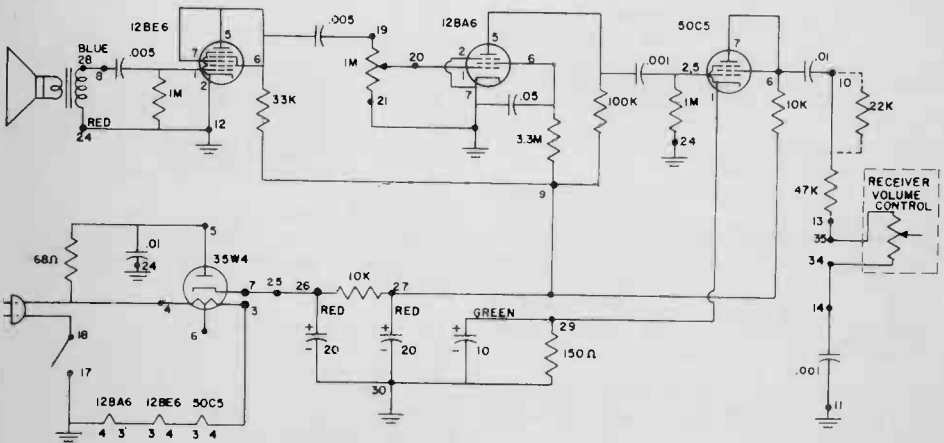 12BE6
.005
12BA6
50C5
BLUE
28
8
.005
5
7
1
2
6
19
1M
20
21
5
2
1
7
6
.001
2,5
1
7
6
.01
10
22K
1M
24
RED
12
33K
.05
3.3M
100K
1M
24
10K
9
47K
13
35
34
14
RECEIVER
VOLUME
CONTROL
68Ω
.01
24
5
35W4
7
3
4
6
25
26
10K
27
RED
RED
GREEN
29
+
-
20
+
-
20
+
-
10
150Ω
30
18
17
12BA6
12BE6
50C5
4 3
3 4
3 4
.001
11